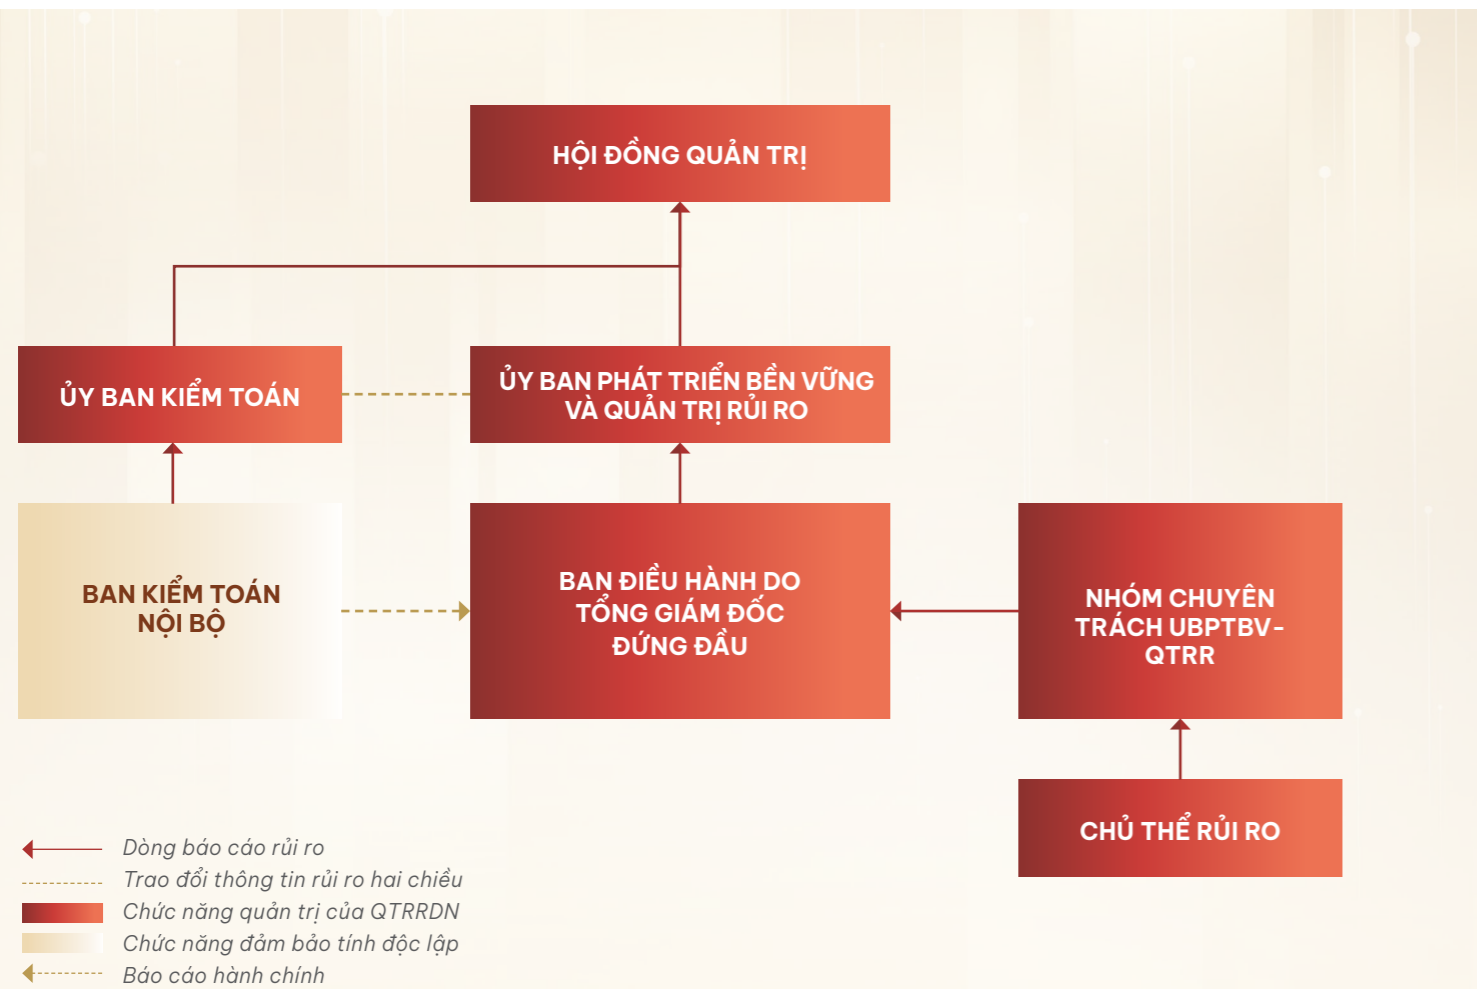 HỘI ĐỒNG QUẢN TRỊ
ỦY BAN KIỂM TOÁN
ỦY BAN PHÁT TRIỂN BỀN VỮNG
VÀ QUẢN TRỊ RỦI RO
BAN KIỂM TOÁN
NỘI BỘ
BAN ĐIỀU HÀNH DO
TỔNG GIÁM ĐỐC
ĐỨNG ĐẦU
NHÓM CHUYÊN
TRÁCH UBPTBV-
QTRR
CHỦ THỂ RỦI RO
Dòng báo cáo rủi ro
Trao đổi thông tin rủi ro hai chiều
Chức năng quản trị của QTRRDN
Chức năng đảm bảo tính độc lập
Báo cáo hành chính